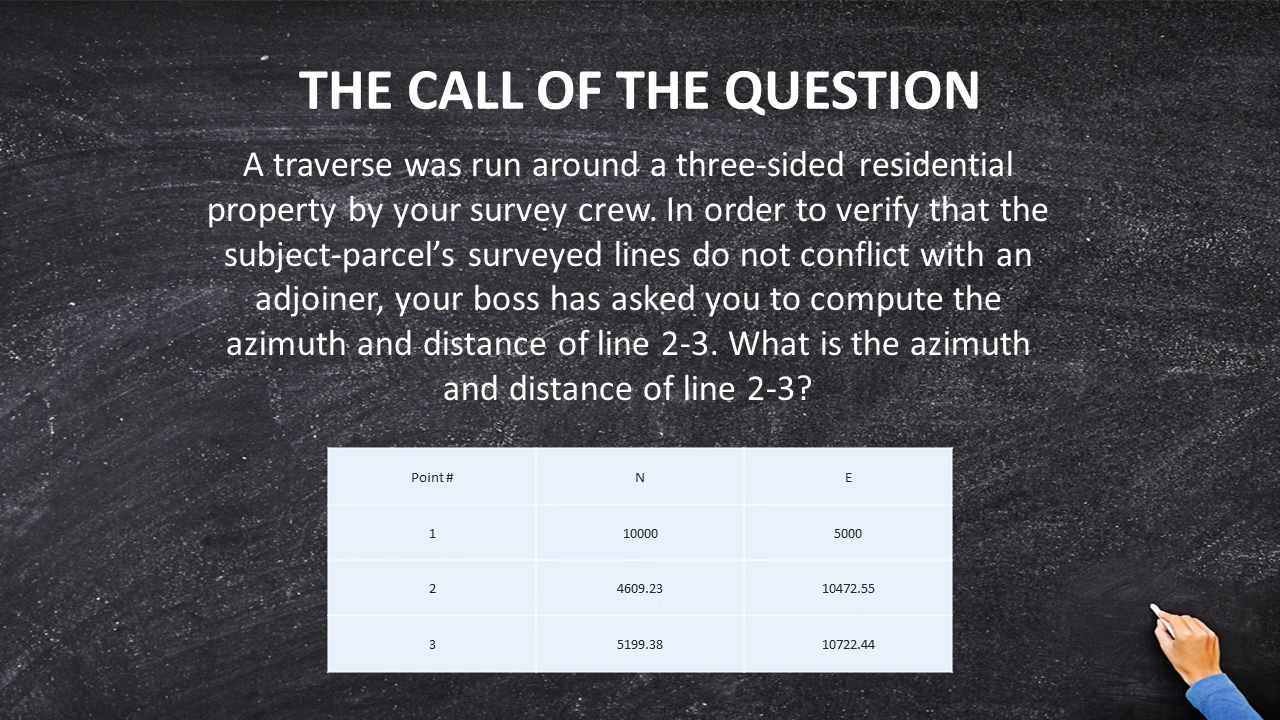 THE CALL OF THE QUESTION
A traverse was run around a three-sided residential
property by your survey crew. In order to verify that the
subject-parcel’s surveyed lines do not conflict with an
adjoiner, your boss has asked you to compute the
azimuth and distance of line 2-3. What is the azimuth
and distance of line 2-3?
Point # N E
1 10000 5000
2 4609.23 10472.55
3 5199.38 10722.44